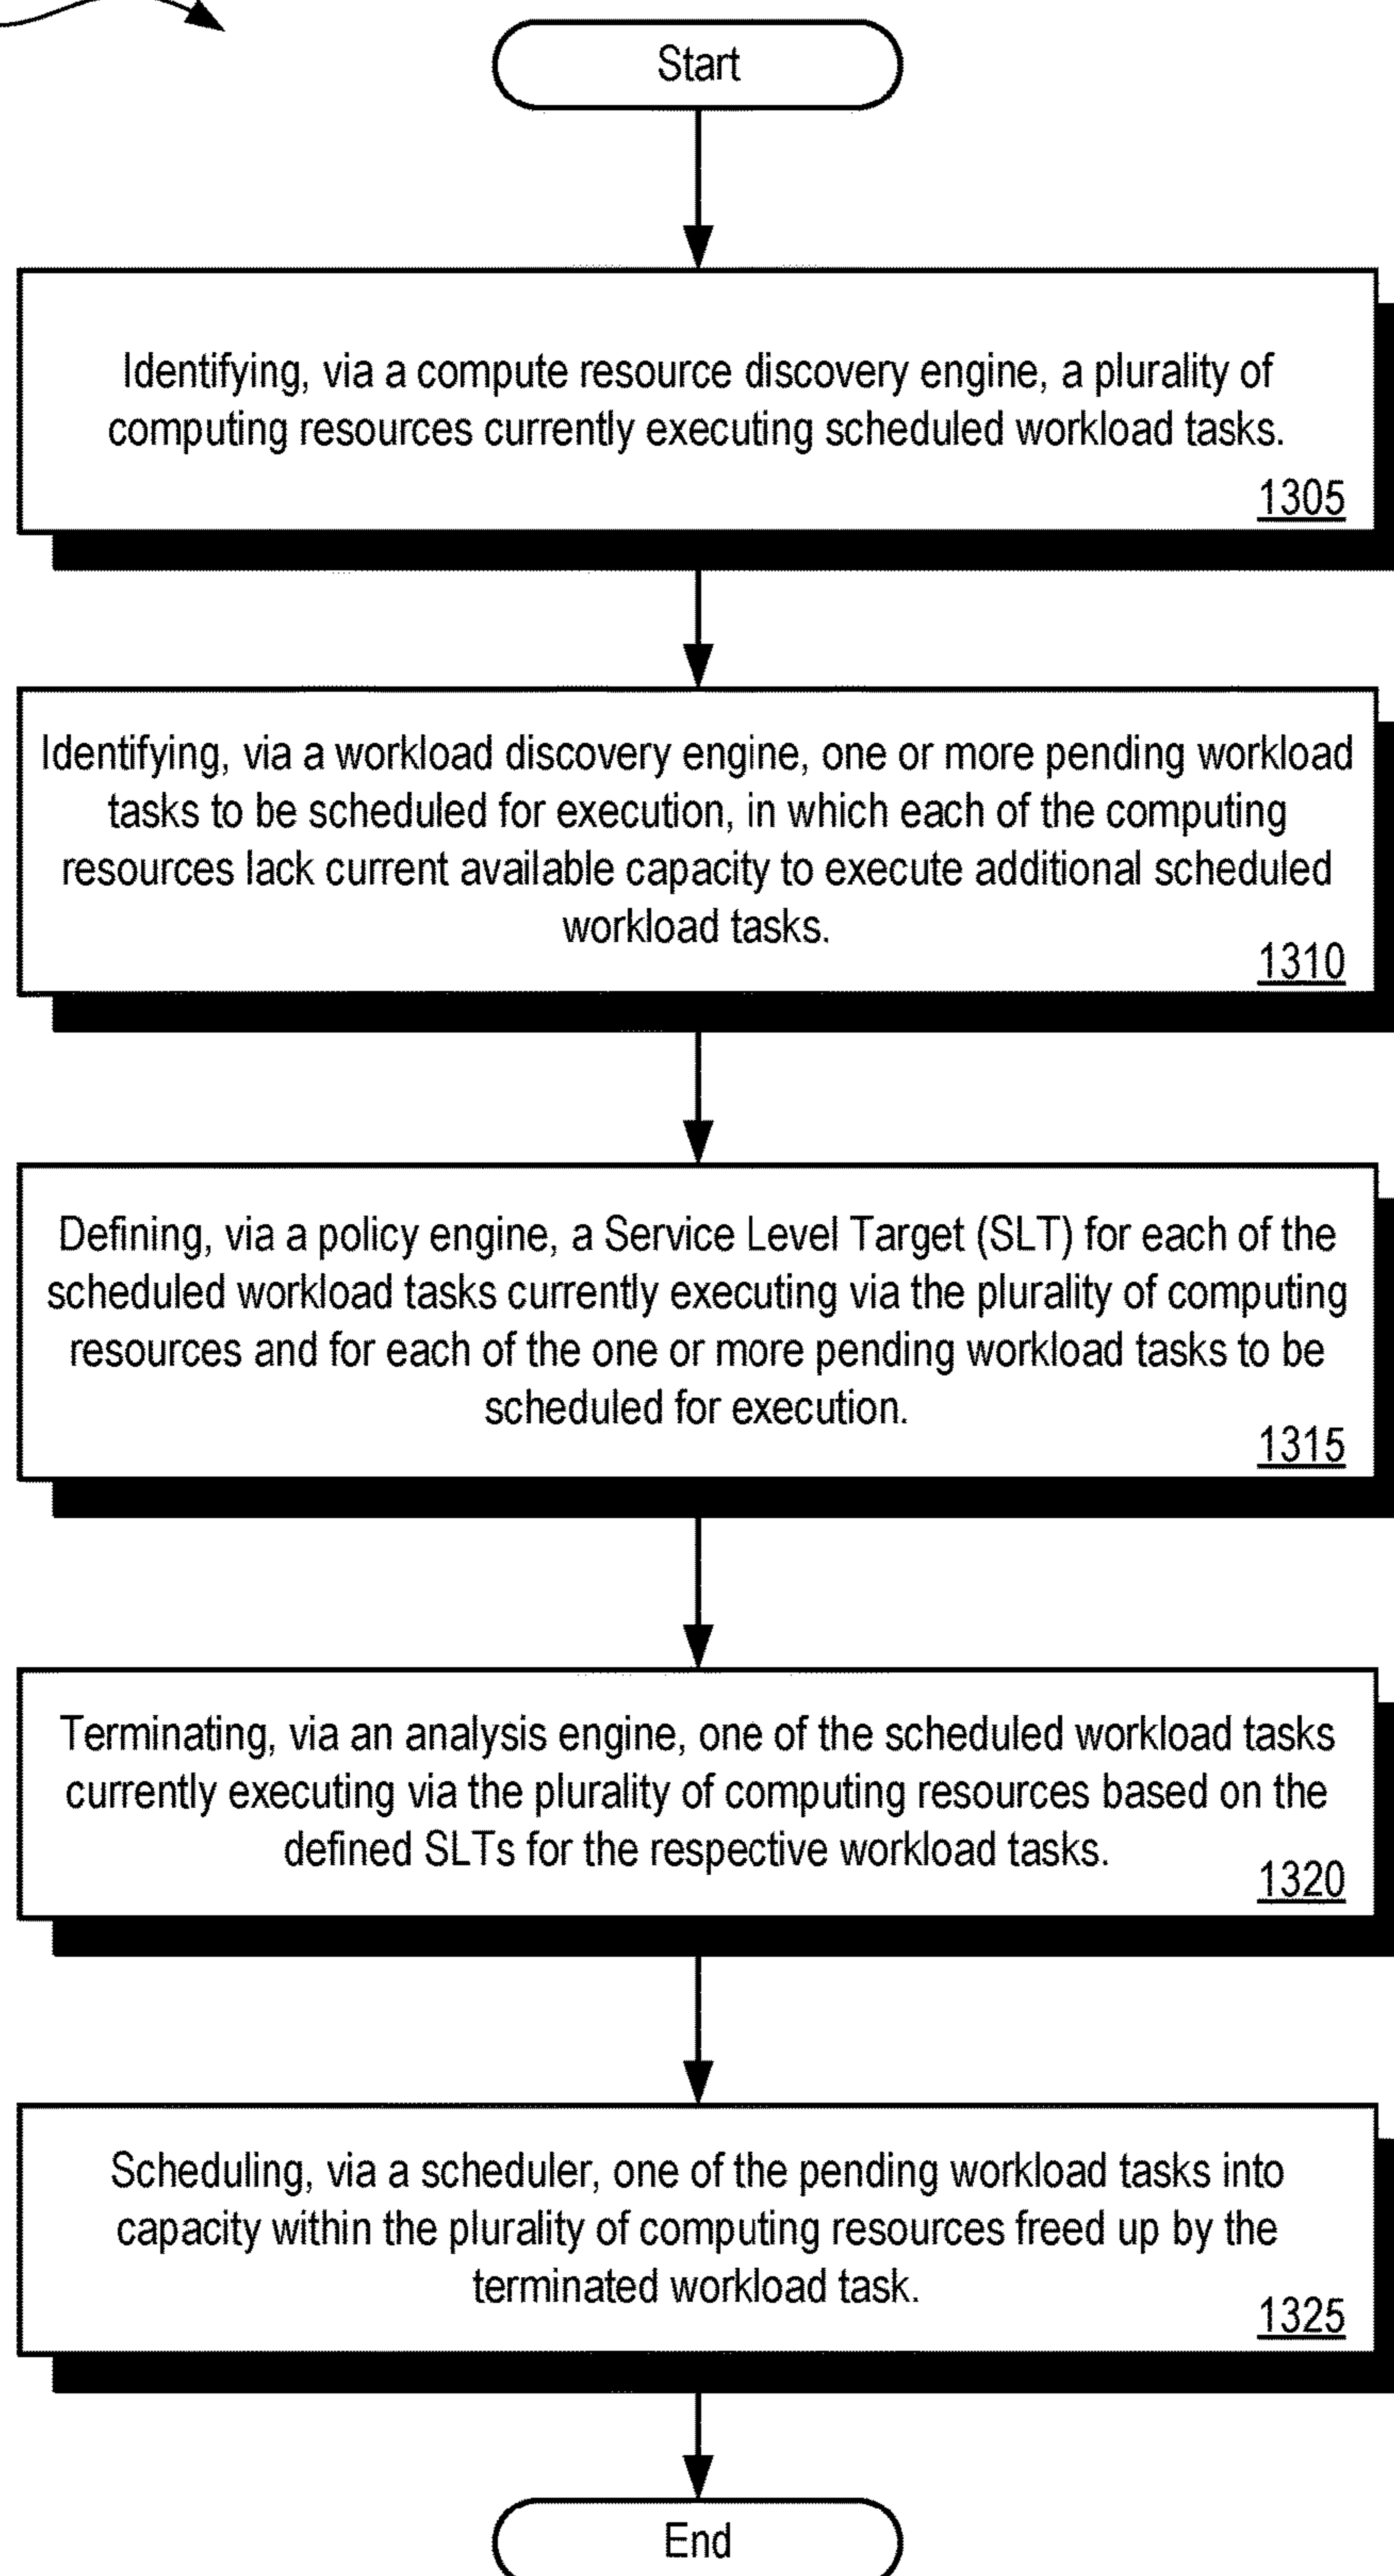 Start
Identifying, via a compute resource discovery engine, a plurality of
computing resources currently executing scheduled workload tasks.
1305
Identifying, via a workload discovery engine, one or more pending workload
tasks to be scheduled for execution, in which each of the computing
resources lack current available capacity to execute additional scheduled
workload tasks.
1310
Defining, via a policy engine, a Service Level Target (SLT) for each of the
scheduled workload tasks currently executing via the plurality of computing
resources and for each of the one or more pending workload tasks to be
scheduled for execution.
1315
Terminating, via an analysis engine, one of the scheduled workload tasks
currently executing via the plurality of computing resources based on the
defined SLTs for the respective workload tasks.
1320
Scheduling, via a scheduler, one of the pending workload tasks into
capacity within the plurality of computing resources freed up by the
terminated workload task.
1325
End